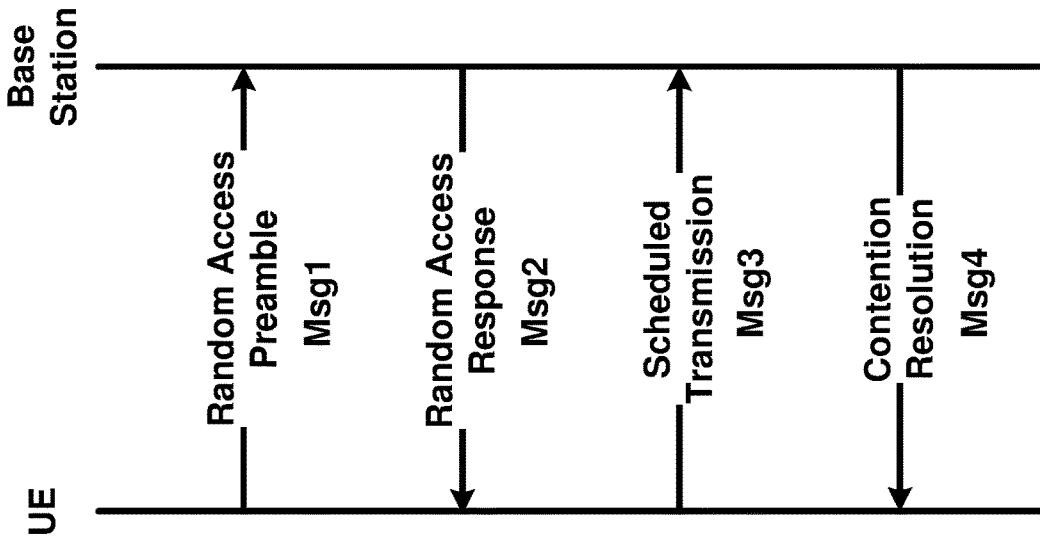 UE
Base
Station
Random Access
Preamble
Msg1
Random Access
Response
Msg2
Scheduled
Transmission
Msg3
Contention
Resolution
Msg4